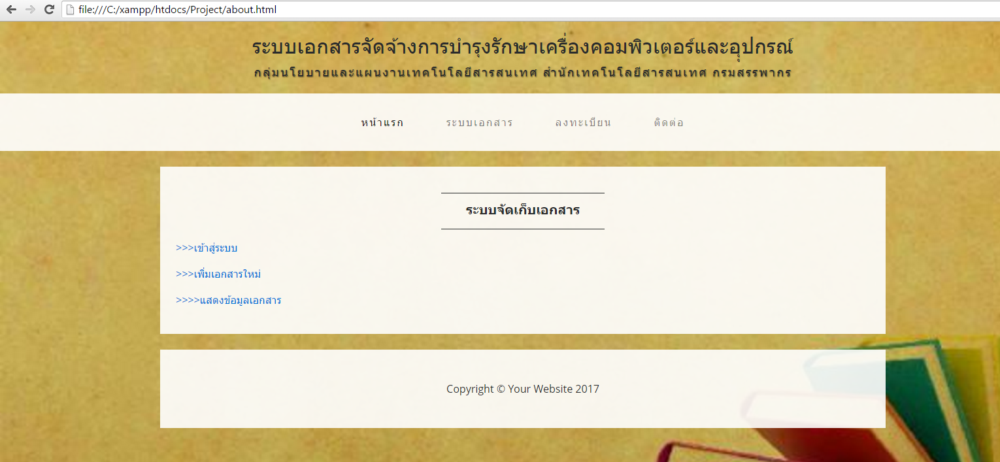 file:///C:/xampp/htdocs/Project/about.html
ระบบเอกสารจัดจ้างการบำรุงรักษาเครื่องคอมพิวเตอร์และอุปกรณ์
กลุ่มนโยบายและแผนงานเทคโนโลยีสารสนเทศ สำนักเทคโนโลยีสารสนเทศ กรมสรรพากร
หน้าแรก ระบบเอกสาร ลงทะเบียน ติดต่อ
ระบบจัดเก็บเอกสาร
>>>เข้าสู่ระบบ
>>>เพิ่มเอกสารใหม่
>>>>แสดงข้อมูลเอกสาร
Copyright © Your Website 2017